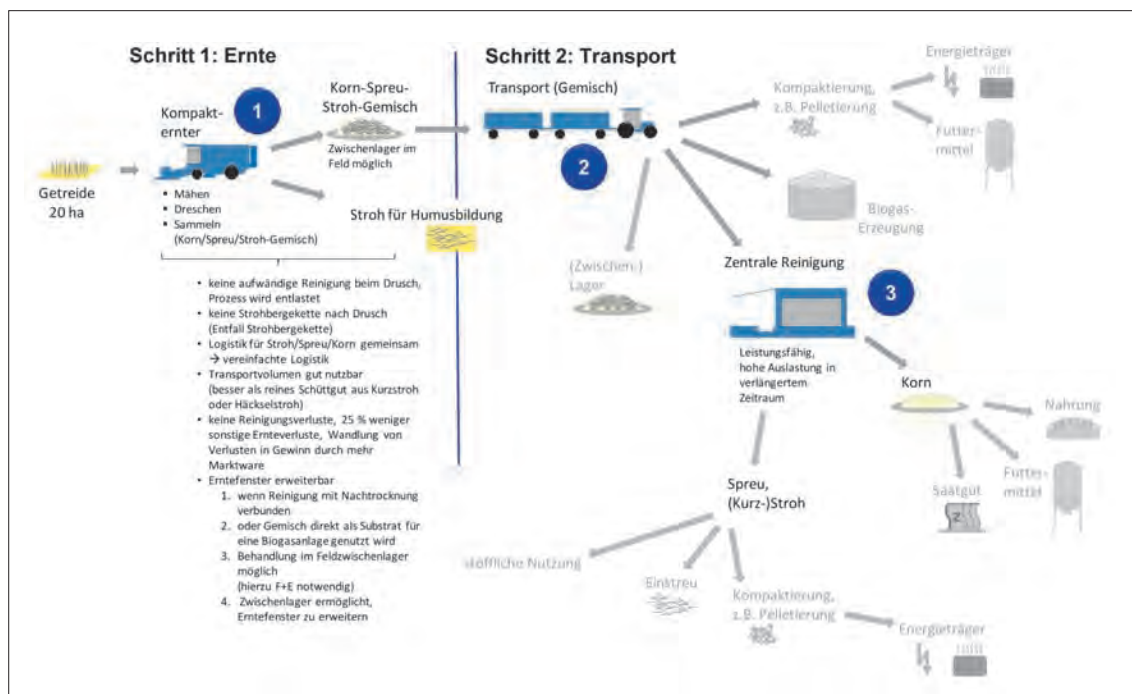 Schritt 1: Ernte
Schritt 2: Transport
Kompakt-
ernter
1
Korn-Spreu-
Stroh-Gemisch
Zwischenlager im
Feld möglich
Getreide
20 ha
▪ Mähen
▪ Dreschen
▪ Sammeln
(Korn/Spreu/Stroh-Gemisch)
Stroh für Humusbildung
• keine aufwändige Reinigung beim Drusch,
Prozess wird entlastet
• keine Strohbergekette nach Drusch
(Entfall Strohbergekette)
• Logistik für Stroh/Spreu/Korn gemeinsam
→ vereinfachte Logistik
• Transportvolumen gut nutzbar
(besser als reines Schüttgut aus Kurzstroh
oder Häckselstroh)
• keine Reinigungsverluste, 25 % weniger
sonstige Ernteverluste, Wandlung von
Verlusten in Gewinn durch mehr
Marktware
• Erntefenster erweiterbar
1. wenn Reinigung mit Nachtrocknung
verbunden
2. oder Gemisch direkt als Substrat für
eine Biogasanlage genutzt wird
3. Behandlung im Feldzwischenlager
möglich
(hierzu F+E notwendig)
4. Zwischenlager ermöglicht,
Erntefenster zu erweitern
Transport (Gemisch)
2
Kompaktierung,
z.B. Pelletierung
Energieträger
Futter-
mittel
Biogas-
Erzeugung
(Zwischen-)
Lager
Zentrale Reinigung
3
Leistungsfähig,
hohe Auslastung in
verlängertem
Zeitraum
Korn
Nahrung
Futter-
mittel
Saatgut
Z
Spreu,
(Kurz-)Stroh
stoffliche Nutzung
Einstreu
Kompaktierung,
z.B. Pelletierung
Energieträger